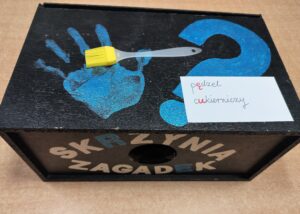 ?
pędzel
cukierniczy
SKRZYNIA
ZAGADEK